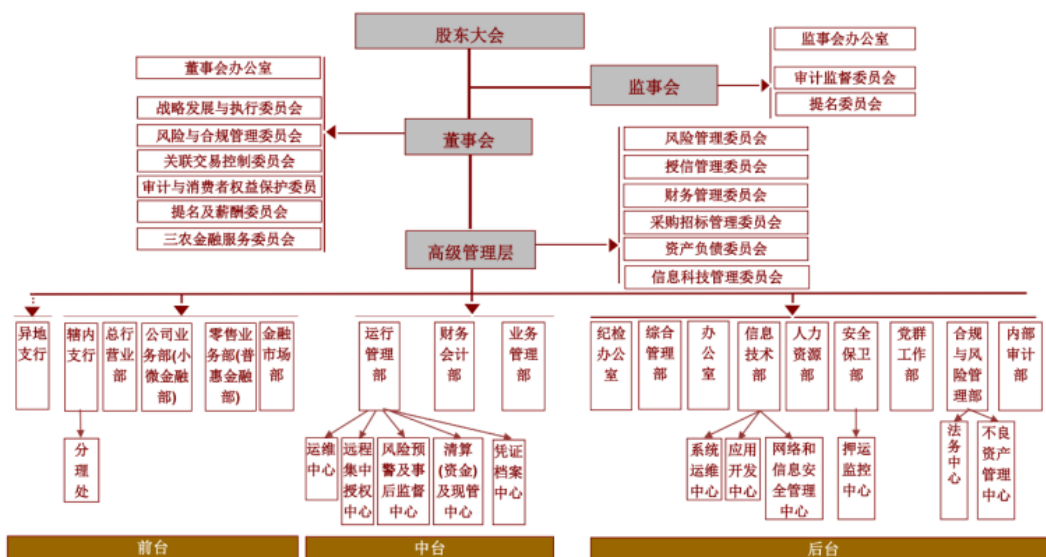 股东大会
监事会办公室
审计监督委员会
提名委员会
监事会
董事会办公室
战略发展与执行委员会
风险与合规管理委员会
关联交易控制委员会
审计与消费者权益保护委员
提名及薪酬委员会
三农金融服务委员会
董事会
风险管理委员会
授信管理委员会
财务管理委员会
采购招标管理委员会
资产负债委员会
信息科技管理委员会
高级管理层
异地
支行
辖内
支行
总行
营业
部
公司业
务部(小
微金融
部)
零售业
务部(普
惠金融
部)
金融
市场
部
运行
管理
部
财务
会计
部
业务
管理
部
纪检
办公
室
综合
管理
部
办
公
室
信息
技术
部
人力
资源
部
安全
保卫
部
党群
工作
部
合规
与风
险管
理部
内部
审计
部
分
理
处
运维
中心
远程
集中
授权
中心
风险预
警及事
后监督
中心
清算
(资金)
及现管
中心
凭证
档案
中心
系统
运维
中心
应用
开发
中心
网络和
信息安
全管理
中心
押运
监控
中心
法
务
中
心
不良
资产
管理
中心
前台
中台
后台